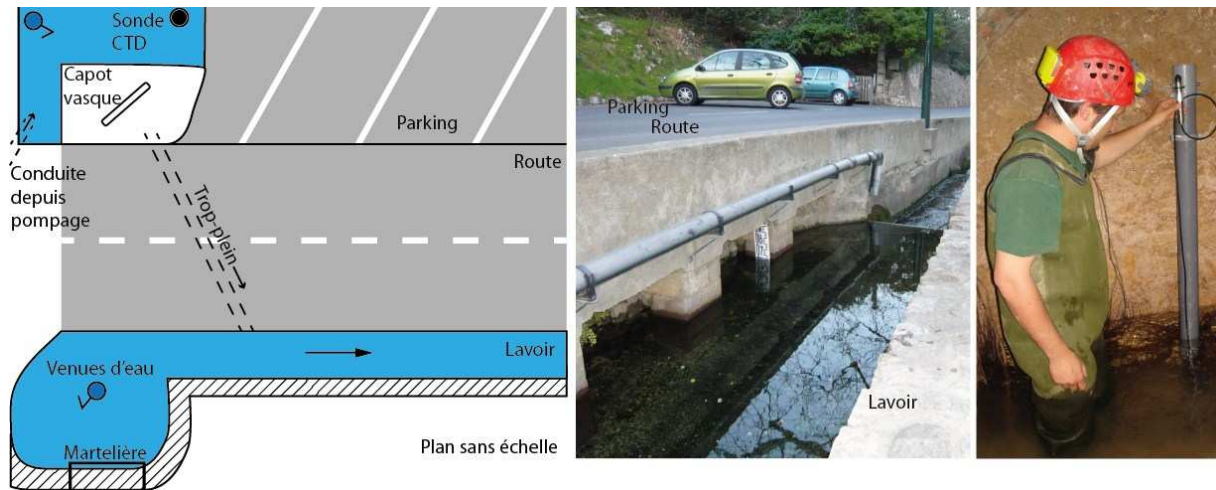 Sonde
CTD
Capot
vasque
Parking
Route
Conduite
depuis
pompage
Trop-plein
Lavoir
Venues d'eau
Martelière
Plan sans échelle
Parking
Route
Lavoir